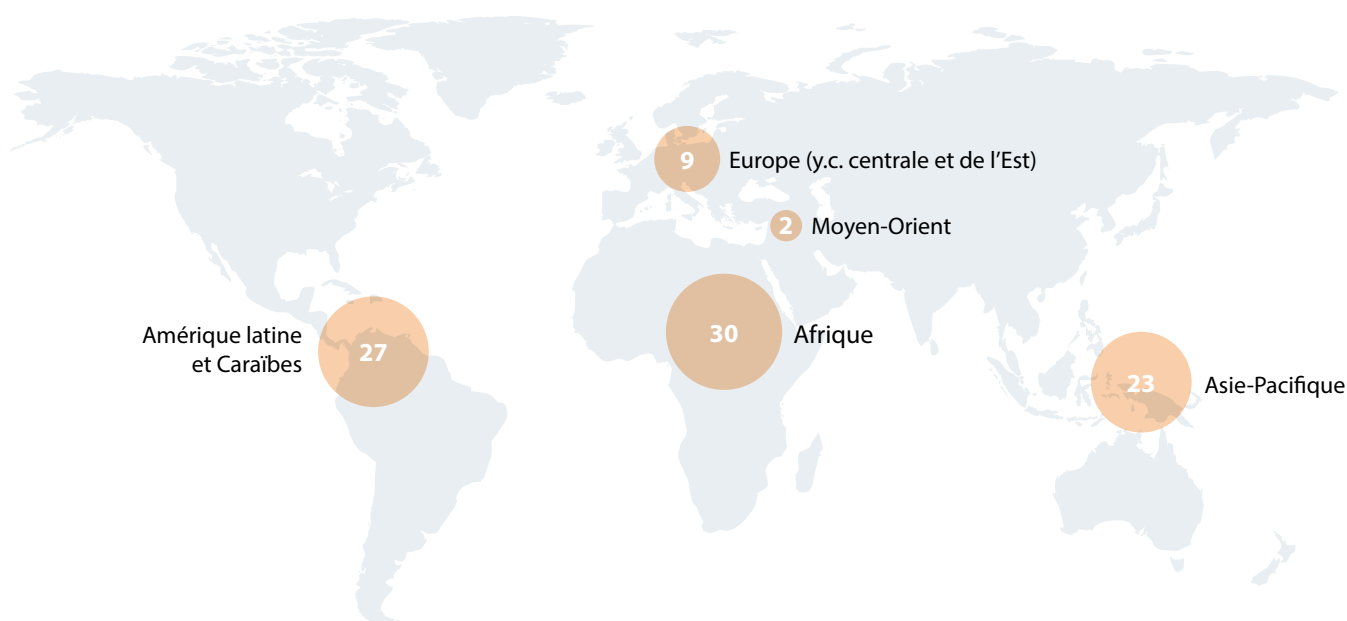 9 Europe (y.c. centrale et de l'Est)
2 Moyen-Orient
30 Afrique
Amérique latine
et Caraïbes
27
23 Asie-Pacifique